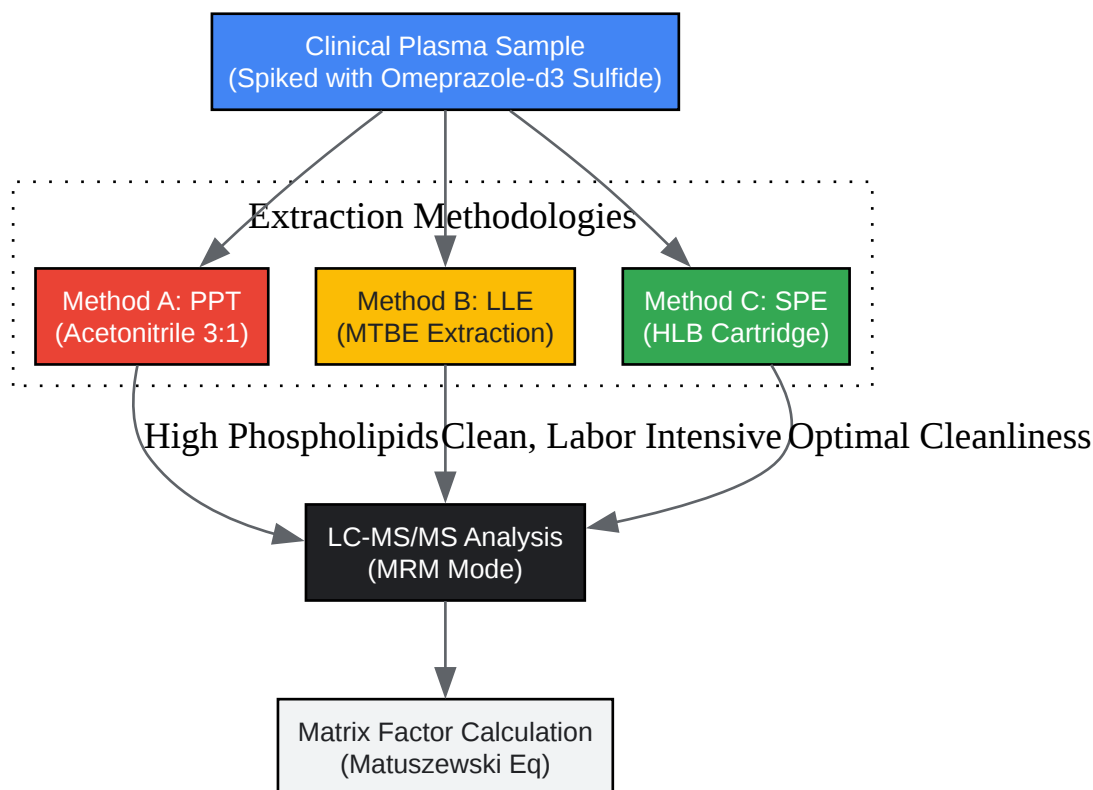 Clinical Plasma Sample
(Spiked with Omeprazole-d3 Sulfide)
Extraction Methodologies
Method A: PPT
(Acetonitrile 3:1)
Method B: LLE
(MTBE Extraction)
Method C: SPE
(HLB Cartridge)
High Phospholipids
Clean, Labor Intensive
Optimal Cleanliness
LC-MS/MS Analysis
(MRM Mode)
Matrix Factor Calculation
(Matuszewski Eq)